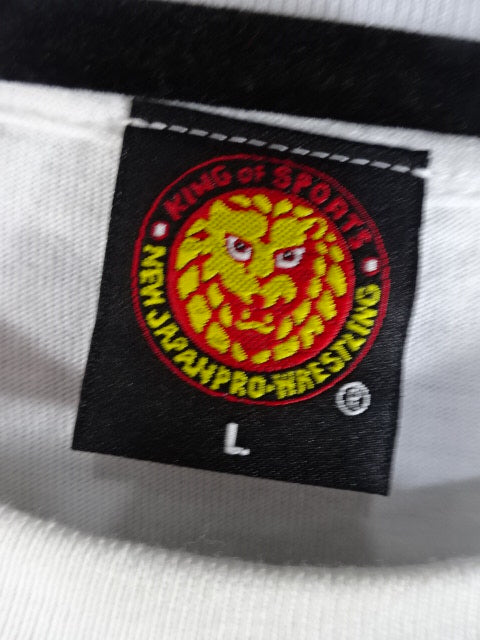 KING OF SPORTS
NEW JAPAN PRO-WRESTLING
L